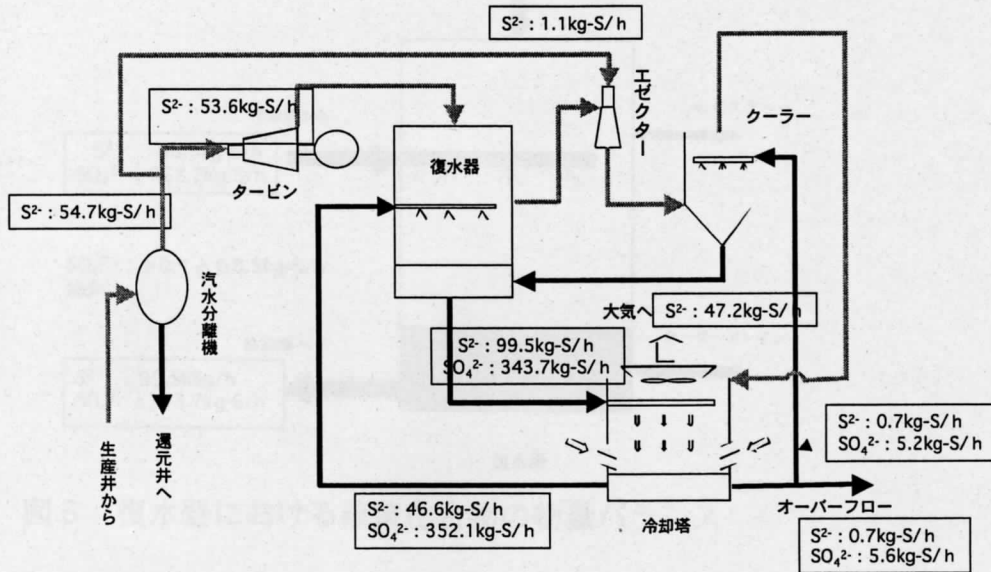 S²⁻ : 1.1kg-S/h
エゼクター
クーラー
S²⁻ : 53.6kg-S/h
復水器
タービン
S²⁻ : 54.7kg-S/h
汽水分離機
大気へ
S²⁻ : 47.2kg-S/h
S²⁻ : 99.5kg-S/h
SO₄²⁻ : 343.7kg-S/h
生産井から
還元井へ
S²⁻ : 0.7kg-S/h
SO₄²⁻ : 5.2kg-S/h
オーバーフロー
S²⁻ : 46.6kg-S/h
SO₄²⁻ : 352.1kg-S/h
冷却塔
S²⁻ : 0.7kg-S/h
SO₄²⁻ : 5.6kg-S/h